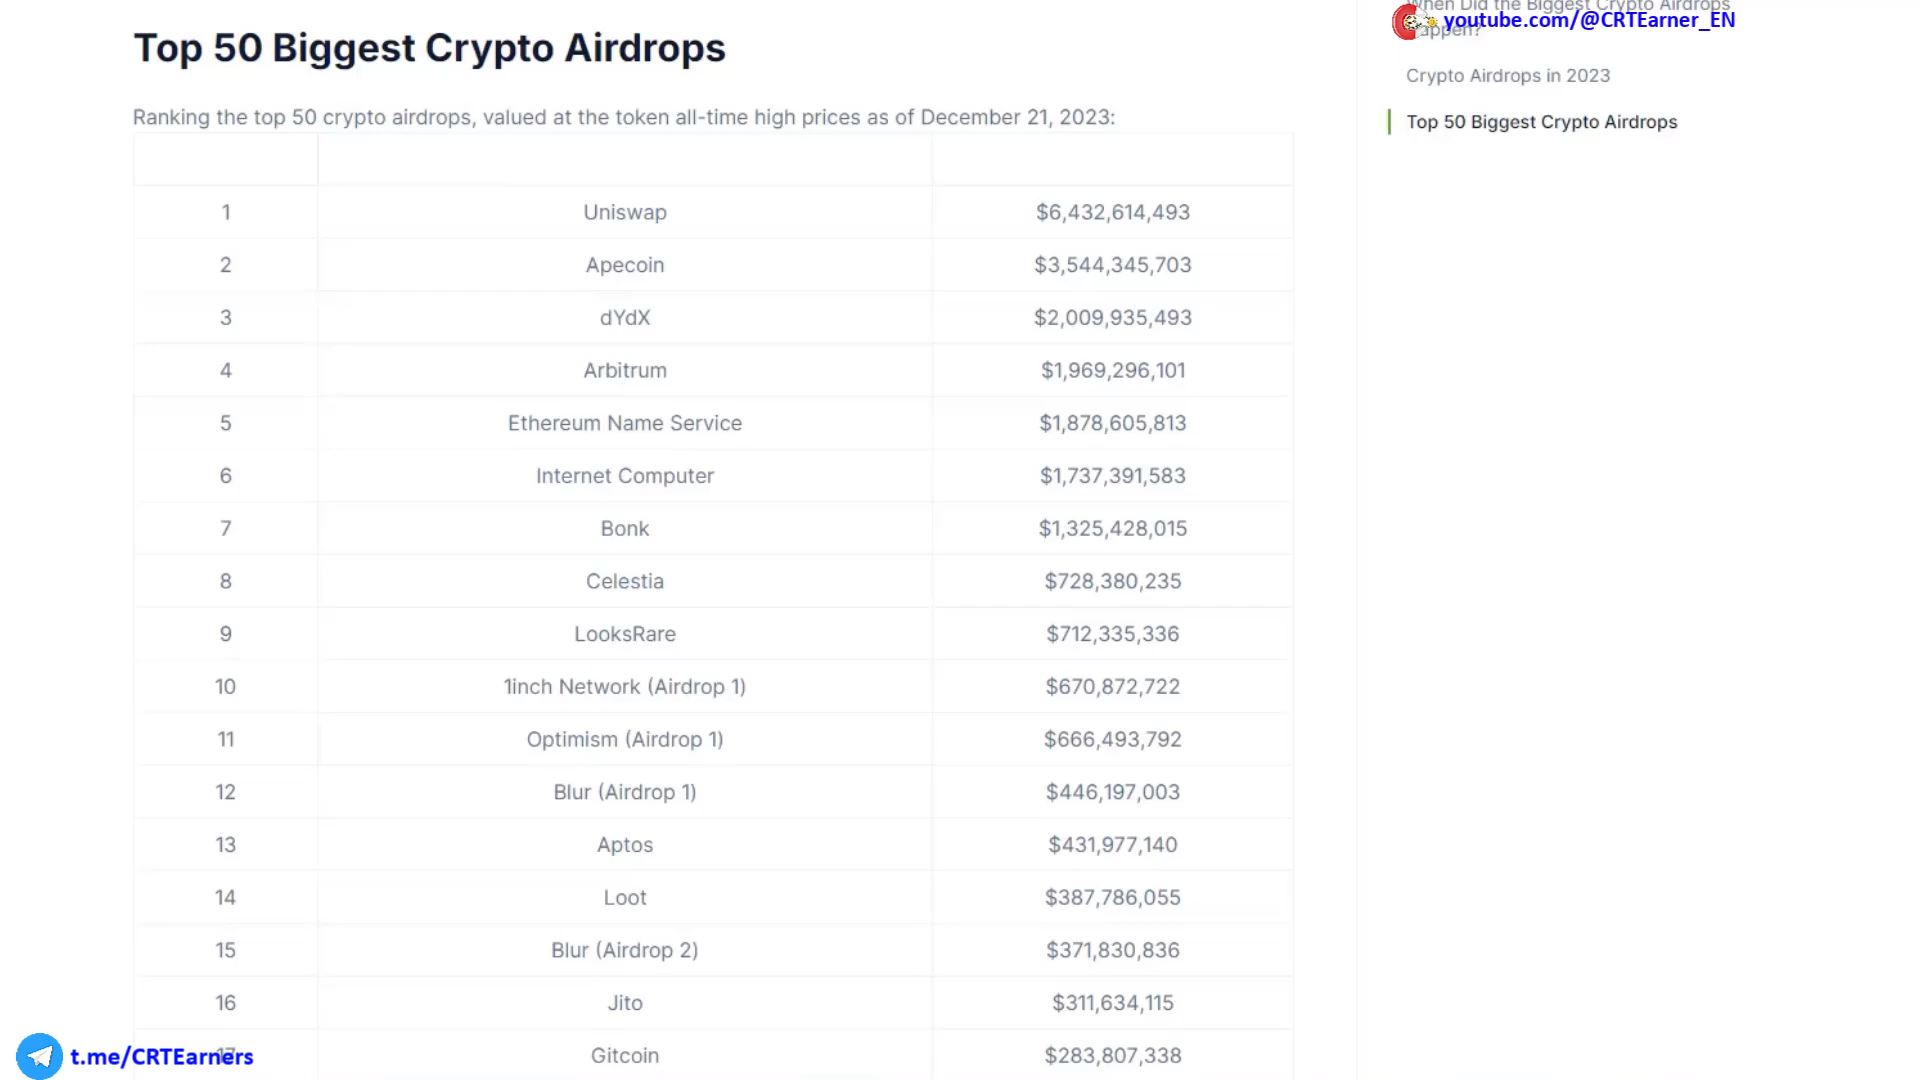 Top 50 Biggest Crypto Airdrops
Ranking the top 50 crypto airdrops, valued at the token all-time high prices as of December 21, 2023:
1 Uniswap $6,432,614,493
2 Apecoin $3,544,345,703
3 dYdX $2,009,935,493
4 Arbitrum $1,969,296,101
5 Ethereum Name Service $1,878,605,813
6 Internet Computer $1,737,391,583
7 Bonk $1,325,428,015
8 Celestia $728,380,235
9 LooksRare $712,335,336
10 1inch Network (Airdrop 1) $670,872,722
11 Optimism (Airdrop 1) $666,493,792
12 Blur (Airdrop 1) $446,197,003
13 Aptos $431,977,140
14 Loot $387,786,055
15 Blur (Airdrop 2) $371,830,836
16 Jito $311,634,115
17 Gitcoin $283,807,338
When Did the Biggest Crypto Airdrops
youtube.com/@CRTEarner_EN
Crypto Airdrops in 2023
Top 50 Biggest Crypto Airdrops
t.me/CRTEarners